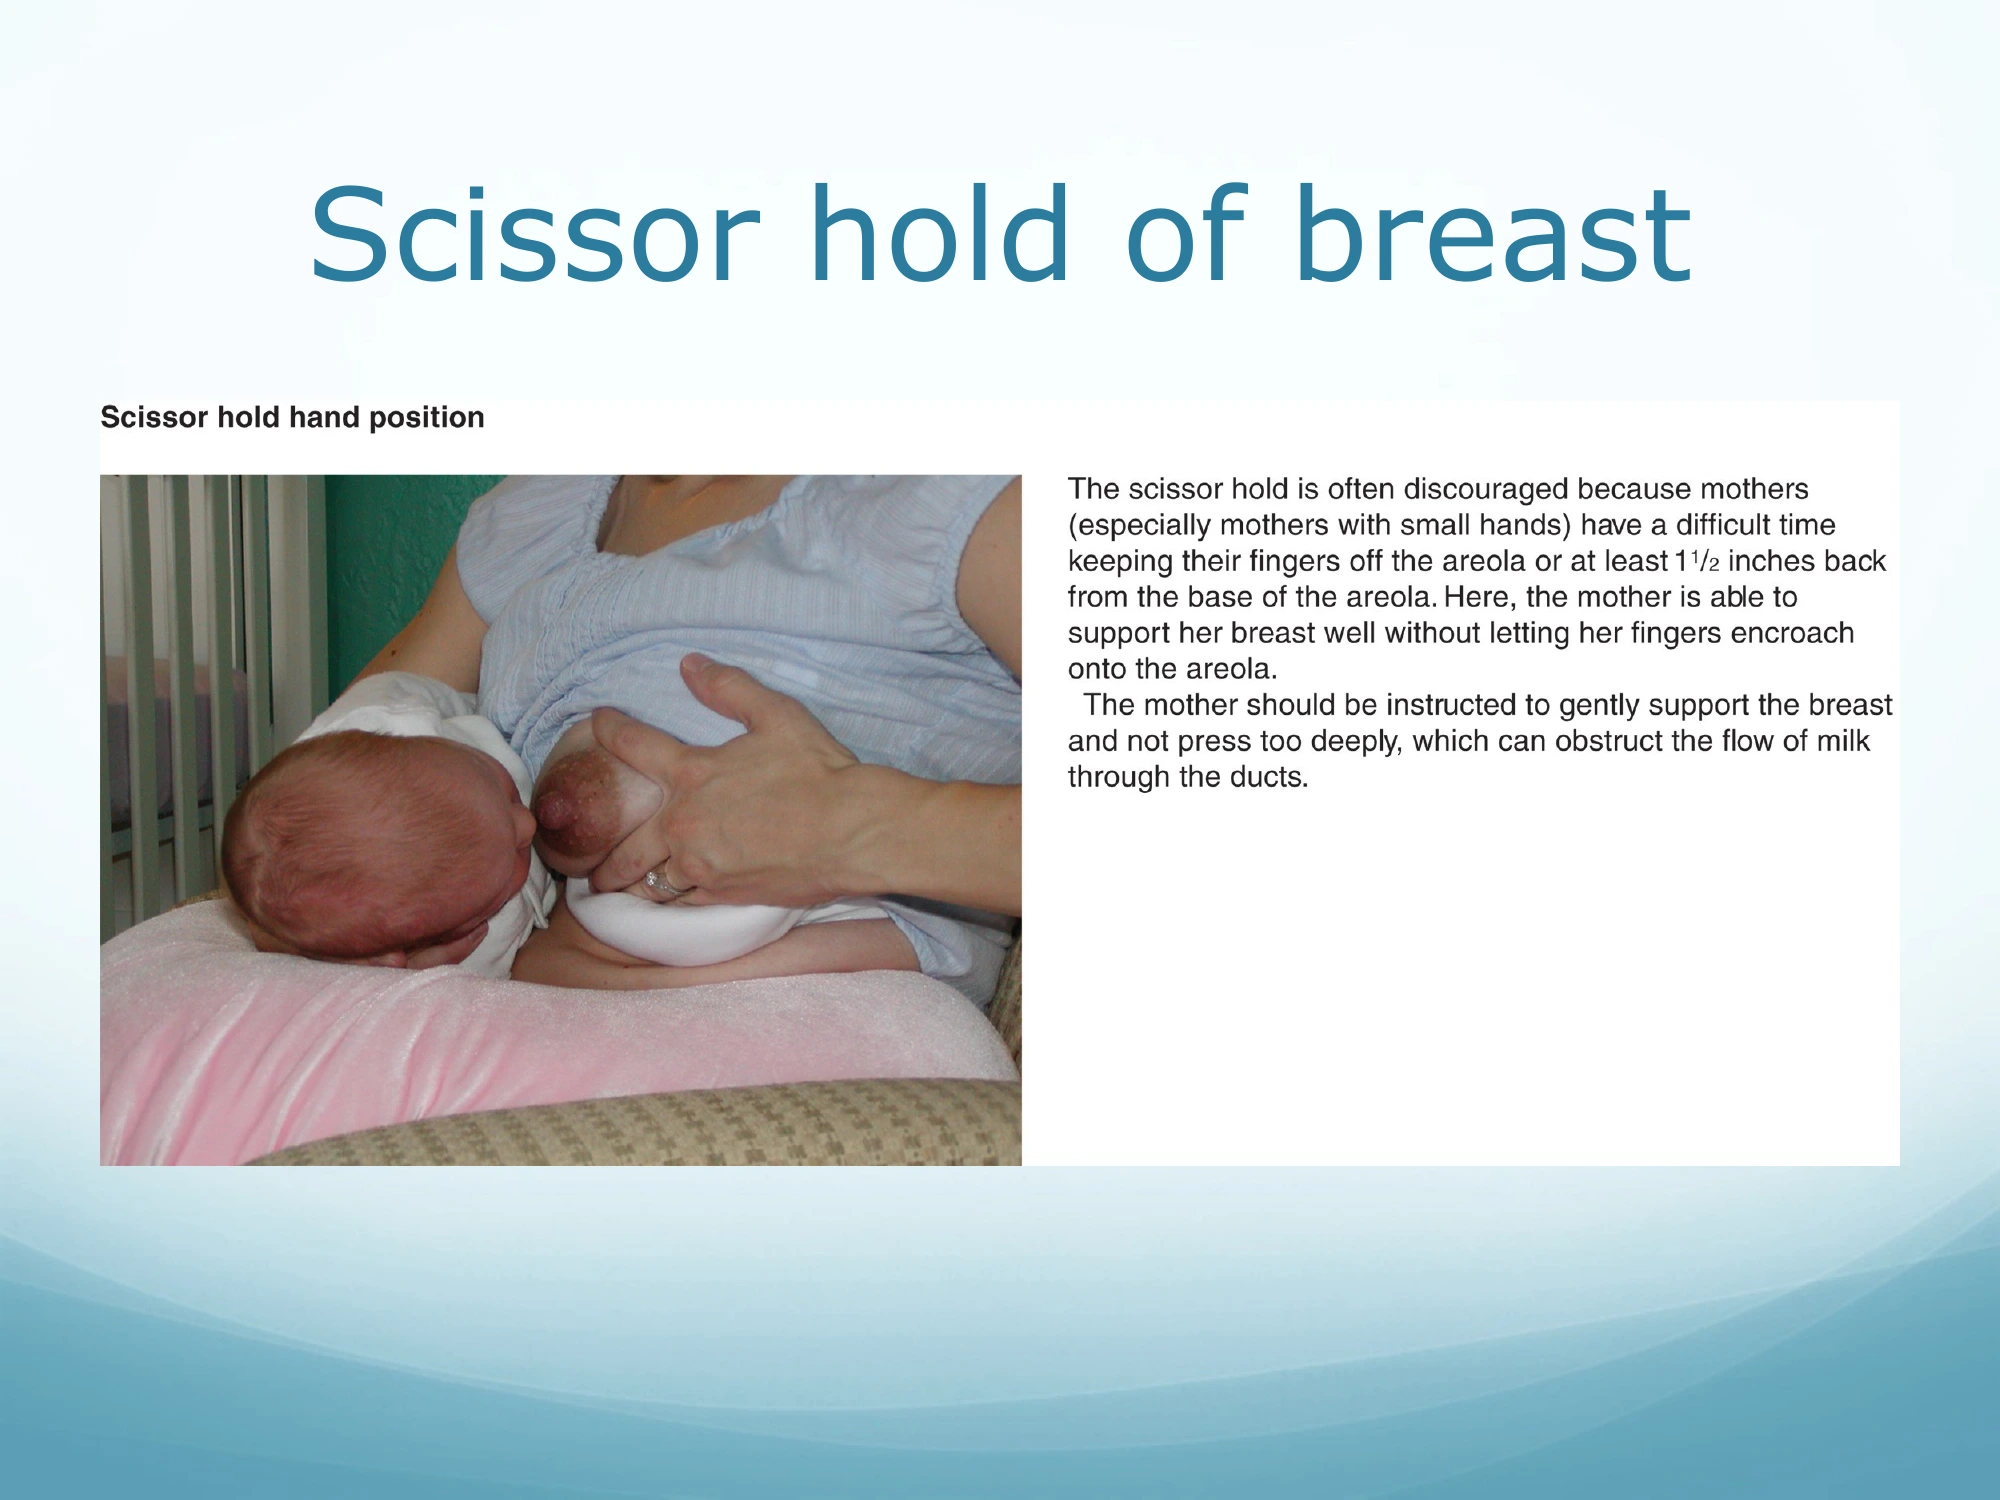 Scissor hold of breast
Scissor hold hand position
The scissor hold is often discouraged because mothers
(especially mothers with small hands) have a difficult time
keeping their fingers off the areola or at least 1 1/2 inches back
from the base of the areola. Here, the mother is able to
support her breast well without letting her fingers encroach
onto the areola.
The mother should be instructed to gently support the breast
and not press too deeply, which can obstruct the flow of milk
through the ducts.